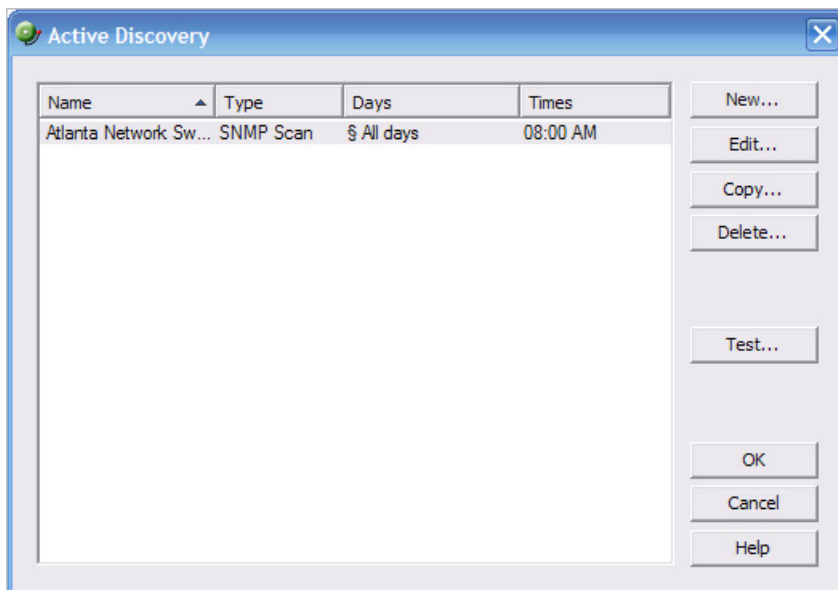 Active Discovery
Name Type Days Times
Atlanta Network Sw... SNMP Scan § All days 08:00 AM
New...
Edit...
Copy...
Delete...
Test...
OK
Cancel
Help